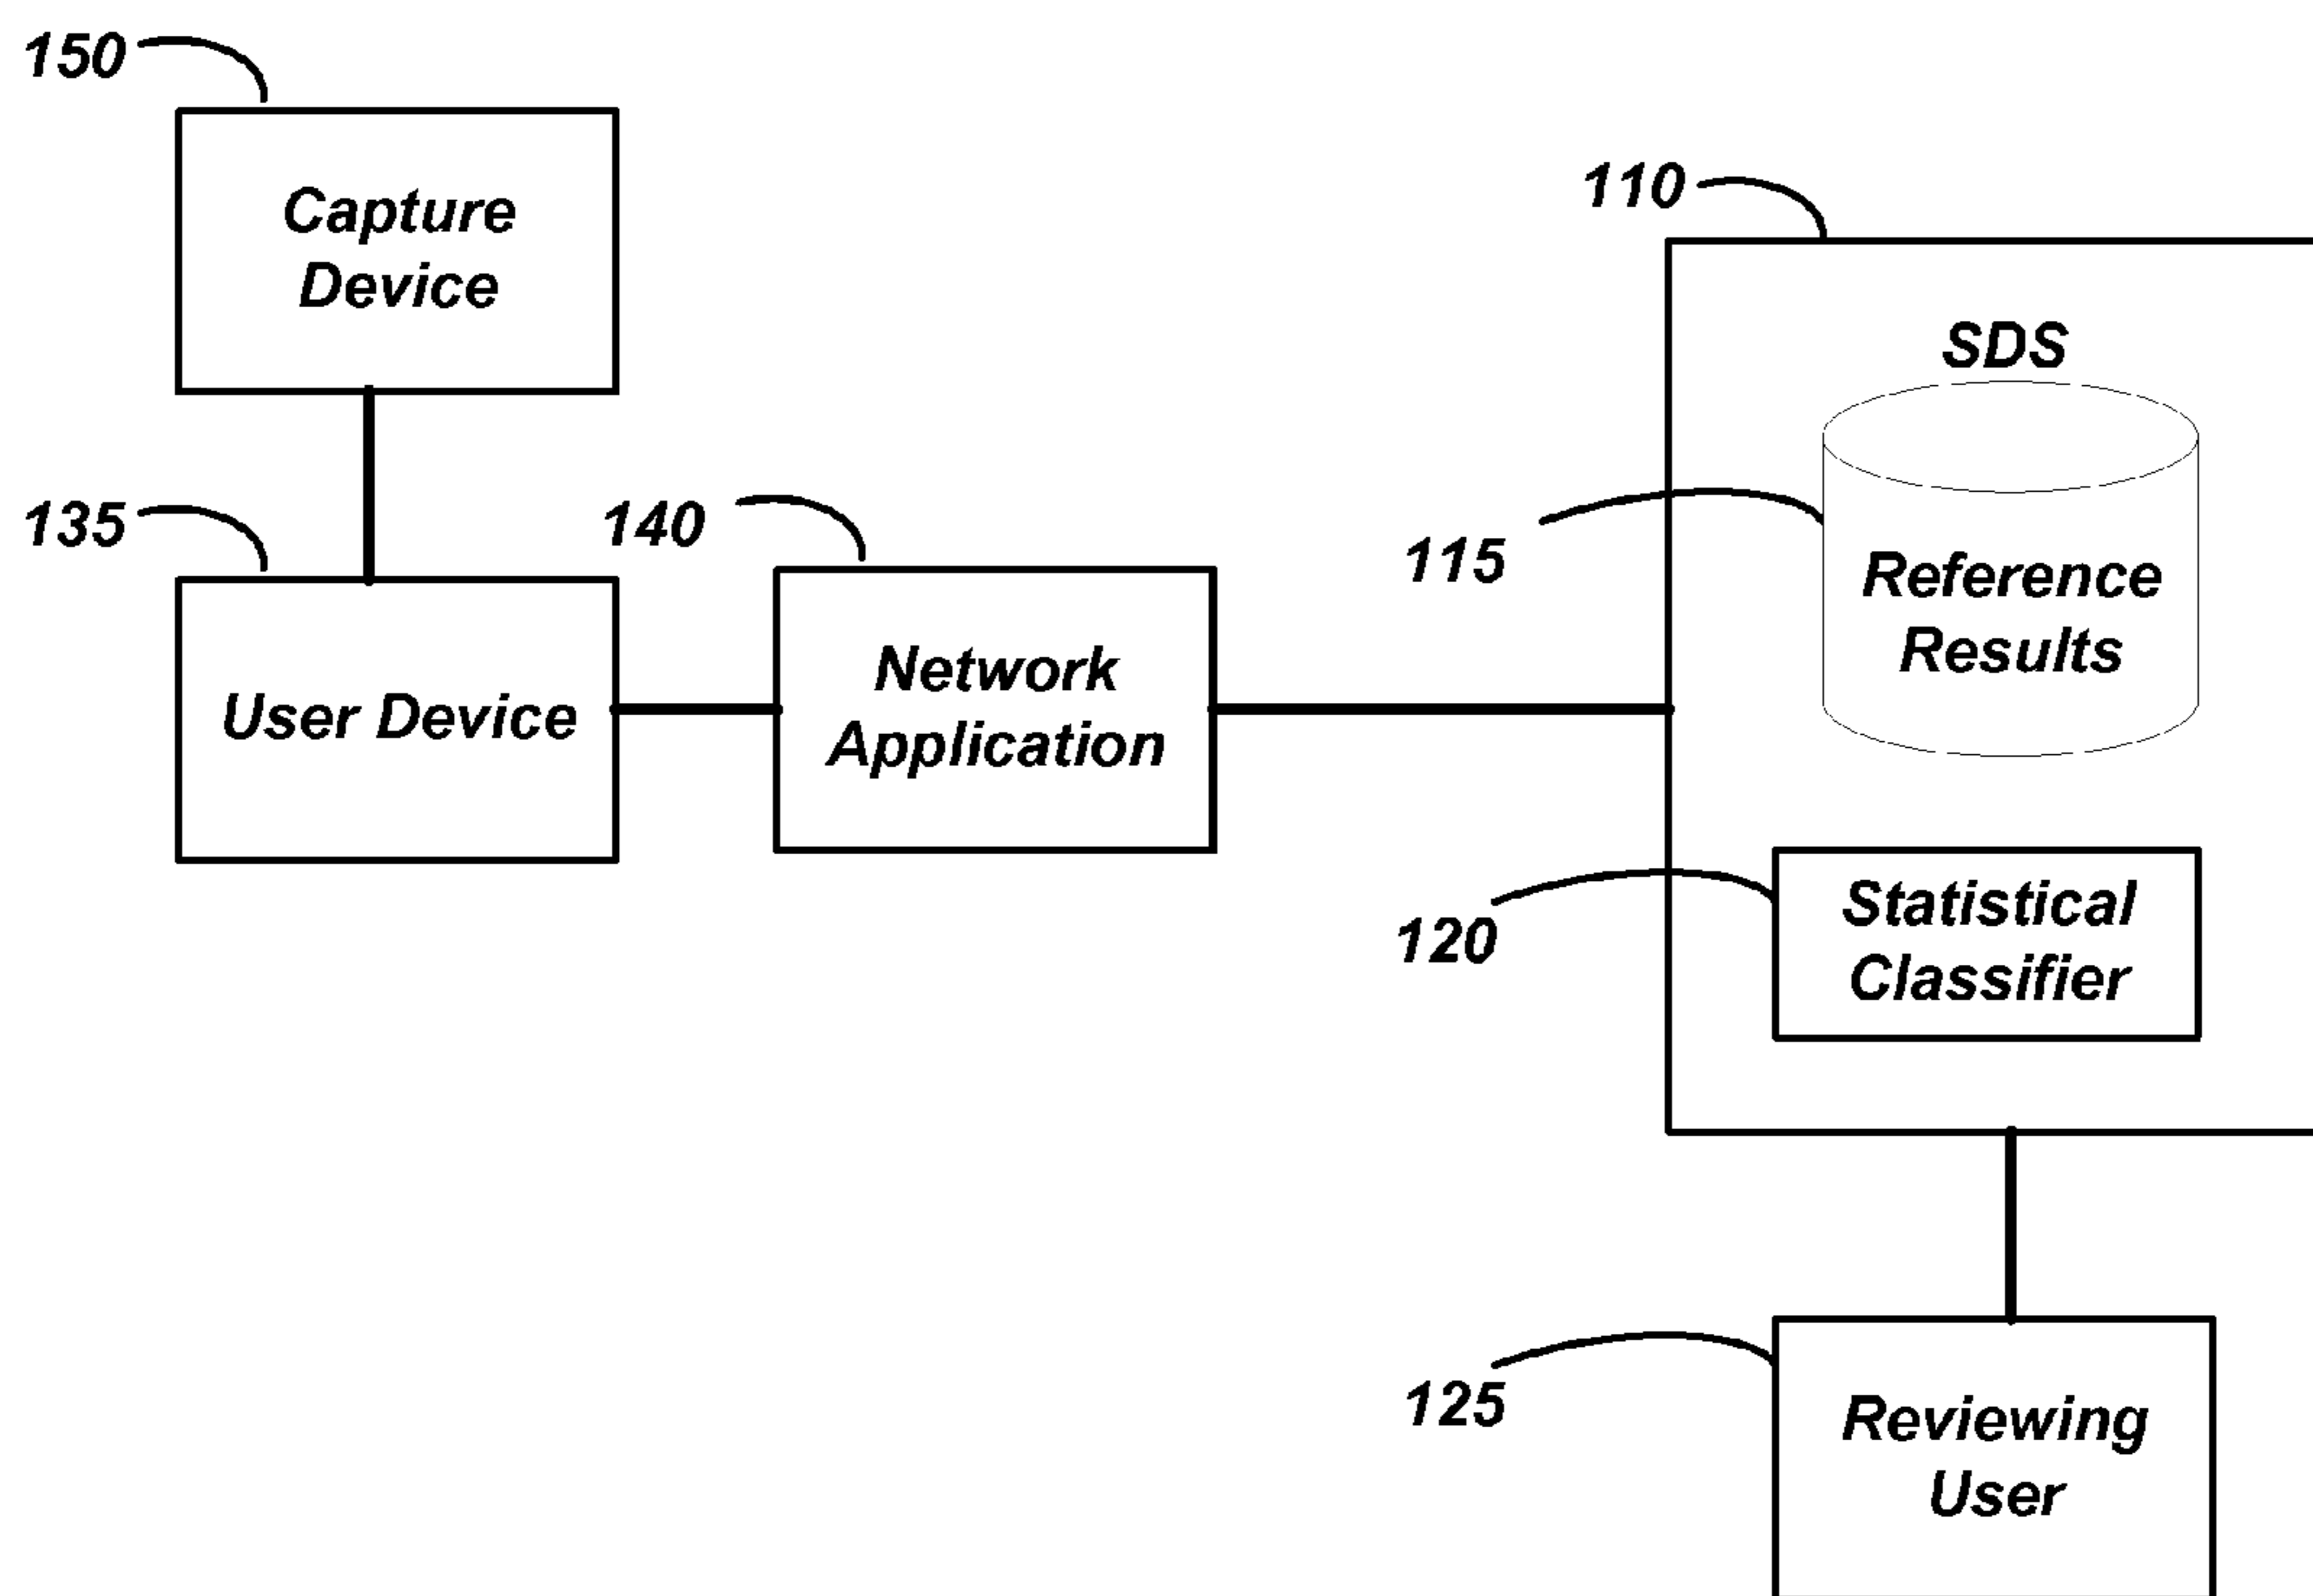 150
Capture
Device
110
SDS
135
140
115
Reference
Results
User Device
Network
Application
120
Statistical
Classifier
125
Reviewing
User